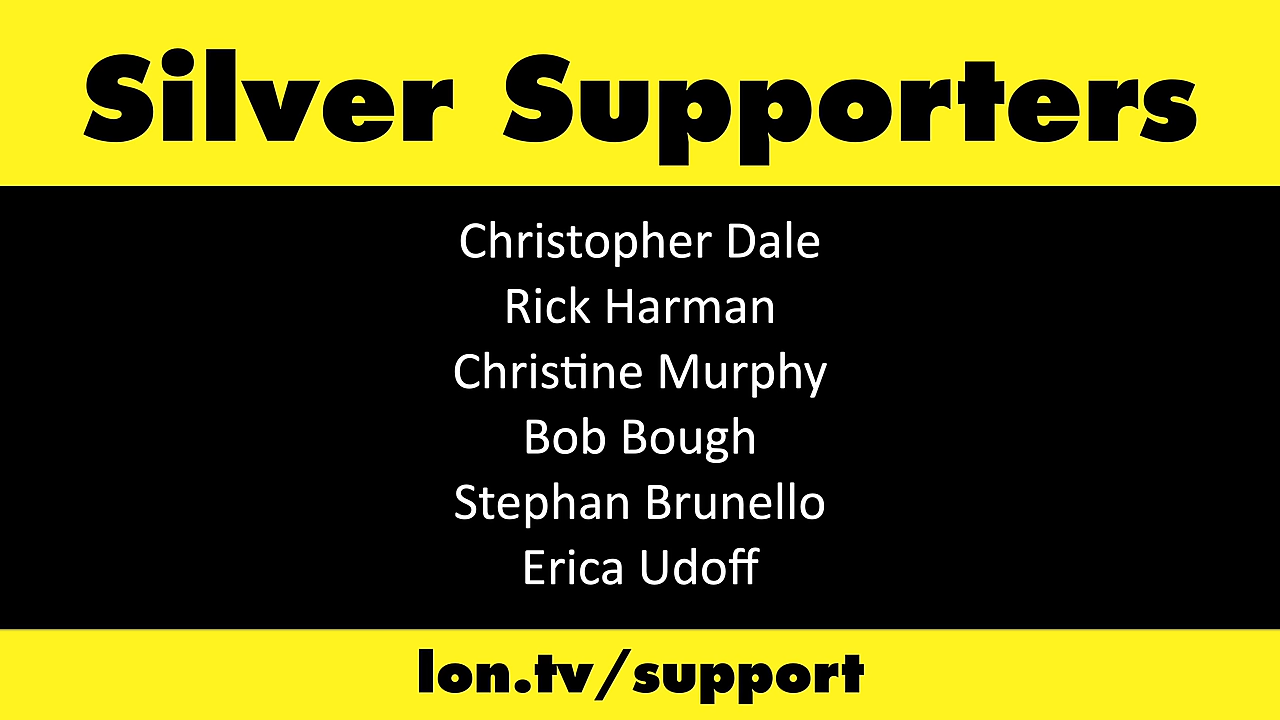 Silver Supporters
Christopher Dale
Rick Harman
Christine Murphy
Bob Bough
Stephan Brunello
Erica Udoff
lon.tv/support